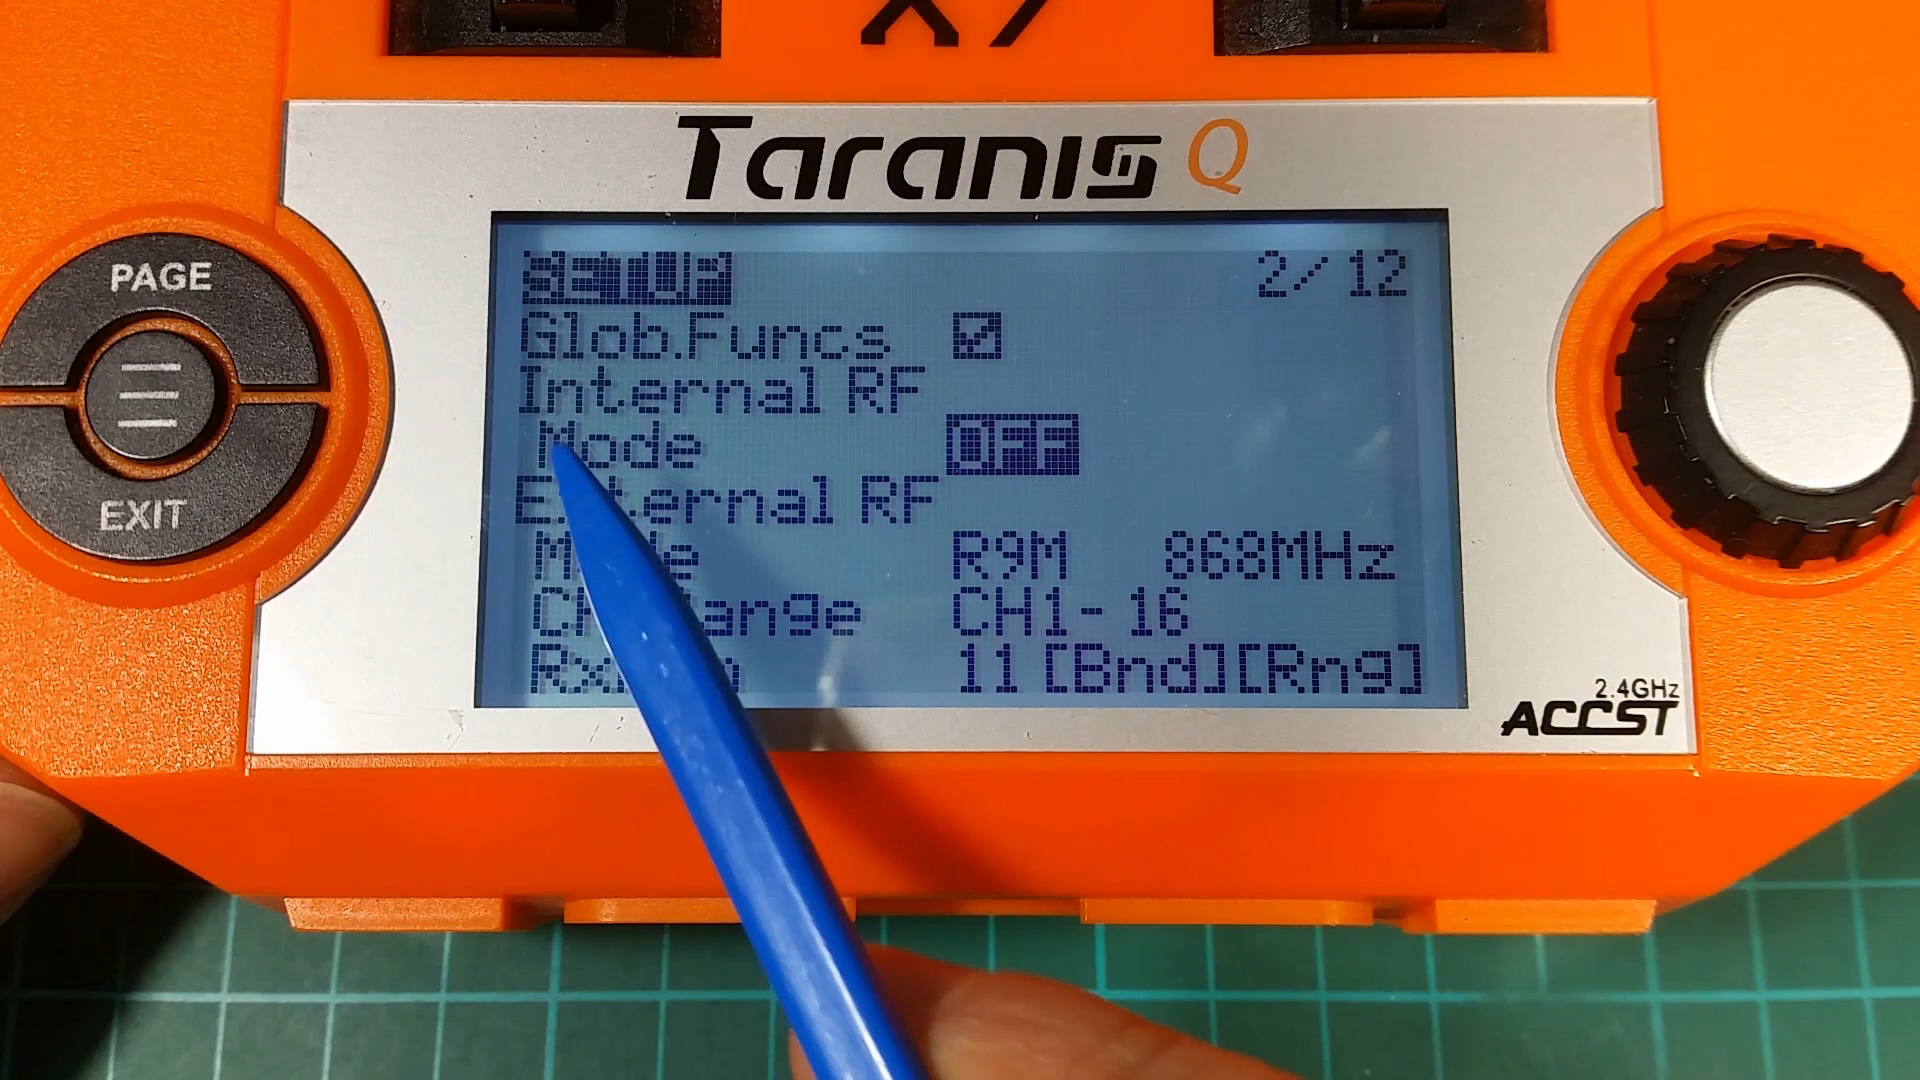 X7
Taranis Q
PAGE
EXIT
SETUP 2/12
Glob.Funcs
Internal RF
Mode OFF
External RF
Mode R9M 868MHz
CH1-16
11 [Bnd][Rng]
2.4GHz
ACCST